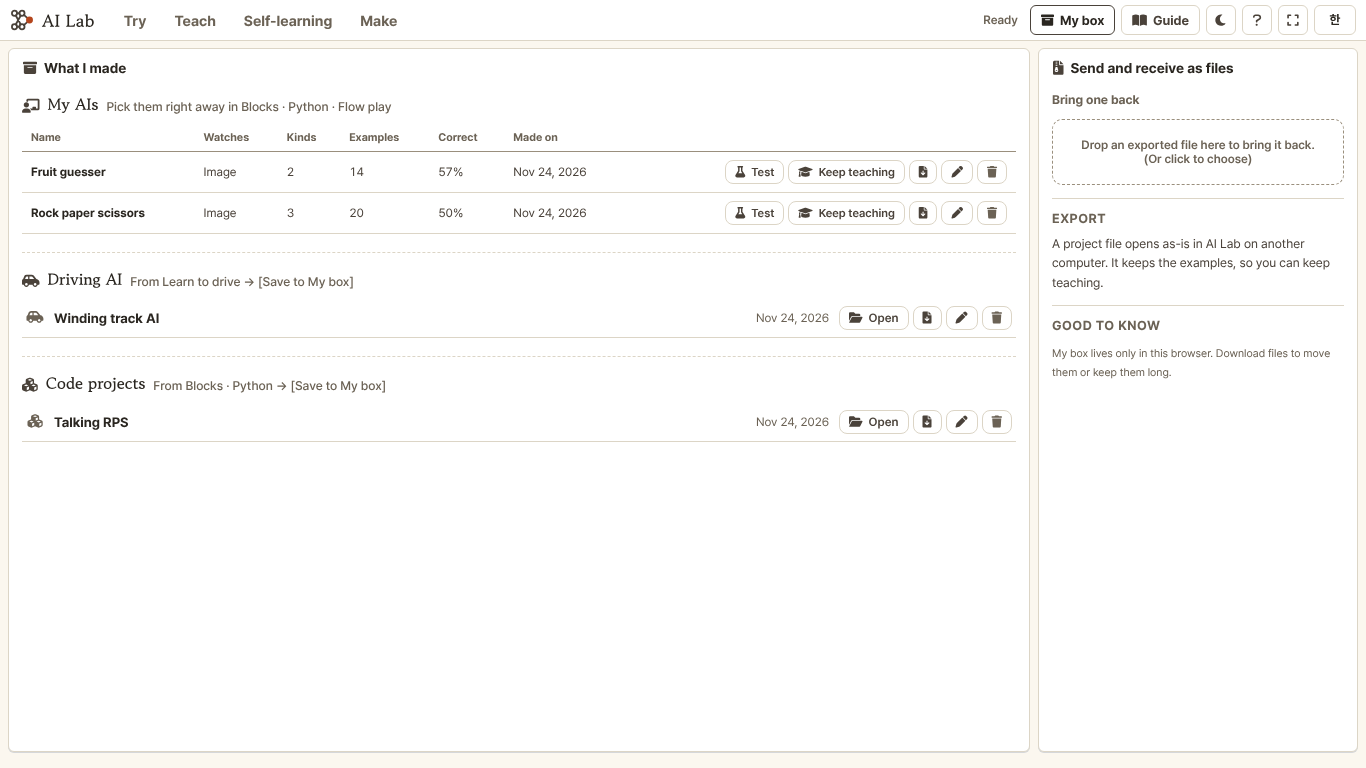 AI Lab Try Teach Self-learning Make Ready My box Guide ? 한
What I made
My AIs Pick them right away in Blocks · Python · Flow play
Name Watches Kinds Examples Correct Made on
Fruit guesser Image 2 14 57% Nov 24, 2026 Test Keep teaching
Rock paper scissors Image 3 20 50% Nov 24, 2026 Test Keep teaching
Driving AI From Learn to drive → [Save to My box]
Winding track AI Nov 24, 2026 Open
Code projects From Blocks · Python → [Save to My box]
Talking RPS Nov 24, 2026 Open
Send and receive as files
Bring one back
Drop an exported file here to bring it back.
(Or click to choose)
EXPORT
A project file opens as-is in AI Lab on another
computer. It keeps the examples, so you can keep
teaching.
GOOD TO KNOW
My box lives only in this browser. Download files to move
them or keep them long.